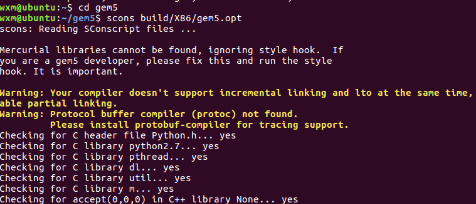 wxm@ubuntu:~$ cd gem5
wxm@ubuntu:~/gem5$ scons build/X86/gem5.opt
scons: Reading SConscript files ...
Mercurial libraries cannot be found, ignoring style hook.  If
you are a gem5 developer, please fix this and run the style
hook. It is important.
Warning: Your compiler doesn't support incremental linking and lto at the same time,
able partial linking.
Warning: Protocol buffer compiler (protoc) not found.
         Please install protobuf-compiler for tracing support.
Checking for C header file Python.h... yes
Checking for C library python2.7... yes
Checking for C library pthread... yes
Checking for C library dl... yes
Checking for C library util... yes
Checking for C library m... yes
Checking for accept(0,0,0) in C++ library None... yes